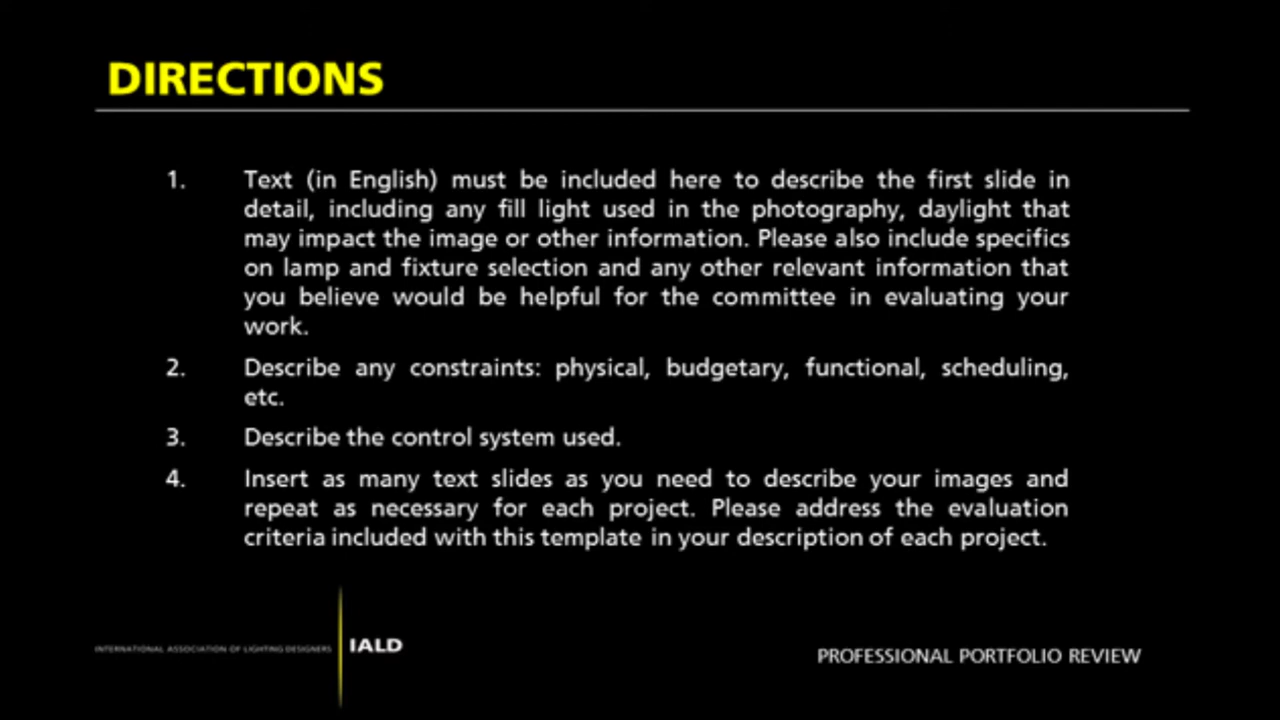 DIRECTIONS
1. Text (in English) must be included here to describe the first slide in
detail, including any fill light used in the photography, daylight that
may impact the image or other information. Please also include specifics
on lamp and fixture selection and any other relevant information that
you believe would be helpful for the committee in evaluating your
work.
2. Describe any constraints: physical, budgetary, functional, scheduling,
etc.
3. Describe the control system used.
4. Insert as many text slides as you need to describe your images and
repeat as necessary for each project. Please address the evaluation
criteria included with this template in your description of each project.
INTERNATIONAL ASSOCIATION OF LIGHTING DESIGNERS IALD
PROFESSIONAL PORTFOLIO REVIEW